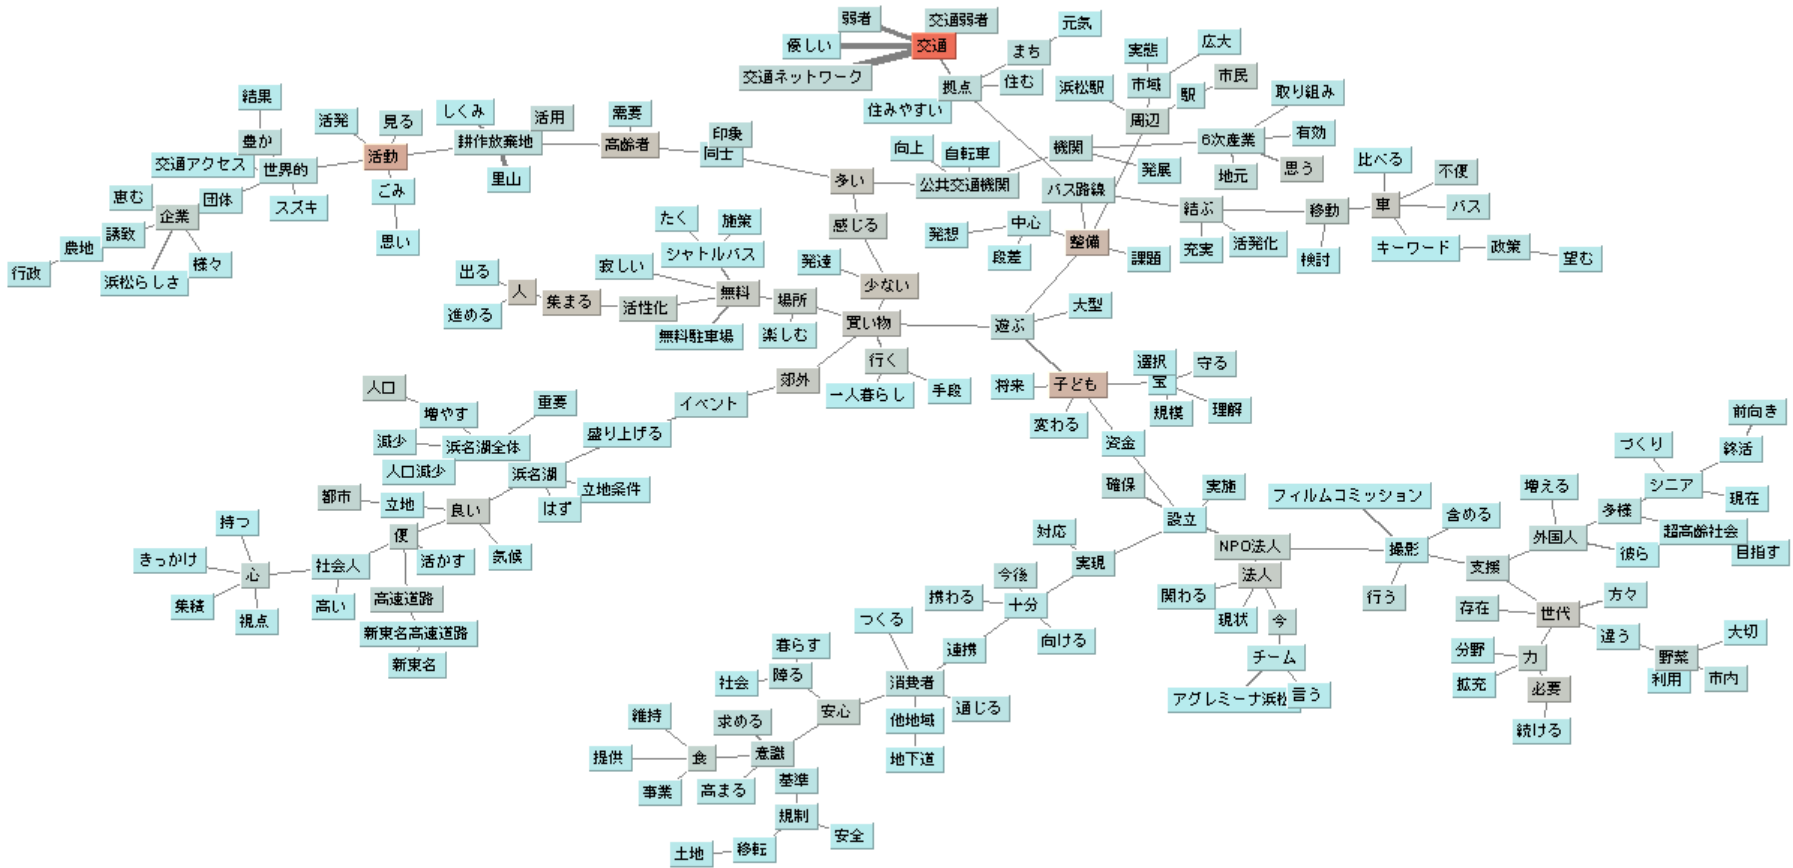 弱者
交通弱者
元気
優しい
交通
まち
実態
広大
交通ネットワーク
拠点
住む
浜松駅
市域
駅
市民
結果
住みやすい
周辺
取り組み
活発
見る
しくみ
活用
需要
印象
豊か
耕作放棄地
高齢者
同士
6次産業
有効
交通アクセス
世界的
活動
向上
自転車
機関
比べる
里山
発展
地元
思う
不便
恵む
団体
スズキ
ごみ
多い
公共交通機関
バス路線
企業
たく
施策
感じる
発想
中心
整備
結ぶ
移動
車
バス
農地
誘致
思い
シャトルバス
段差
課題
充実
活発化
検討
キーワード
政策
望む
行政
浜松らしさ
様々
出る
寂しい
発達
人
集まる
活性化
無料
場所
少ない
大型
進める
無料駐車場
楽しむ
買い物
遊ぶ
行く
選択
守る
人口
郊外
一人暮らし
手段
将来
子ども
宝
増やす
重要
イベント
変わる
規模
理解
減少
浜名湖全体
盛り上げる
資金
前向き
人口減少
浜名湖
立地条件
づくり
終活
都市
立地
良い
はず
確保
実施
フィルムコミッション
増える
シニア
現在
持つ
便
気候
対応
設立
含める
多様
超高齢社会
目指す
きっかけ
心
社会人
活かす
実現
NPO法人
撮影
外国人
彼ら
支援
集積
視点
高い
高速道路
今後
法人
行う
携わる
十分
関わる
現状
今
存在
世代
方々
新東名高速道路
つくる
向ける
違う
大切
新東名
暮らす
連携
チーム
分野
力
野菜
社会
障る
消費者
アグレミーナ浜松
言う
拡充
必要
利用
市内
維持
求める
安心
他地域
通じる
続ける
提供
食
意識
地下道
事業
高まる
基準
規制
安全
土地
移転